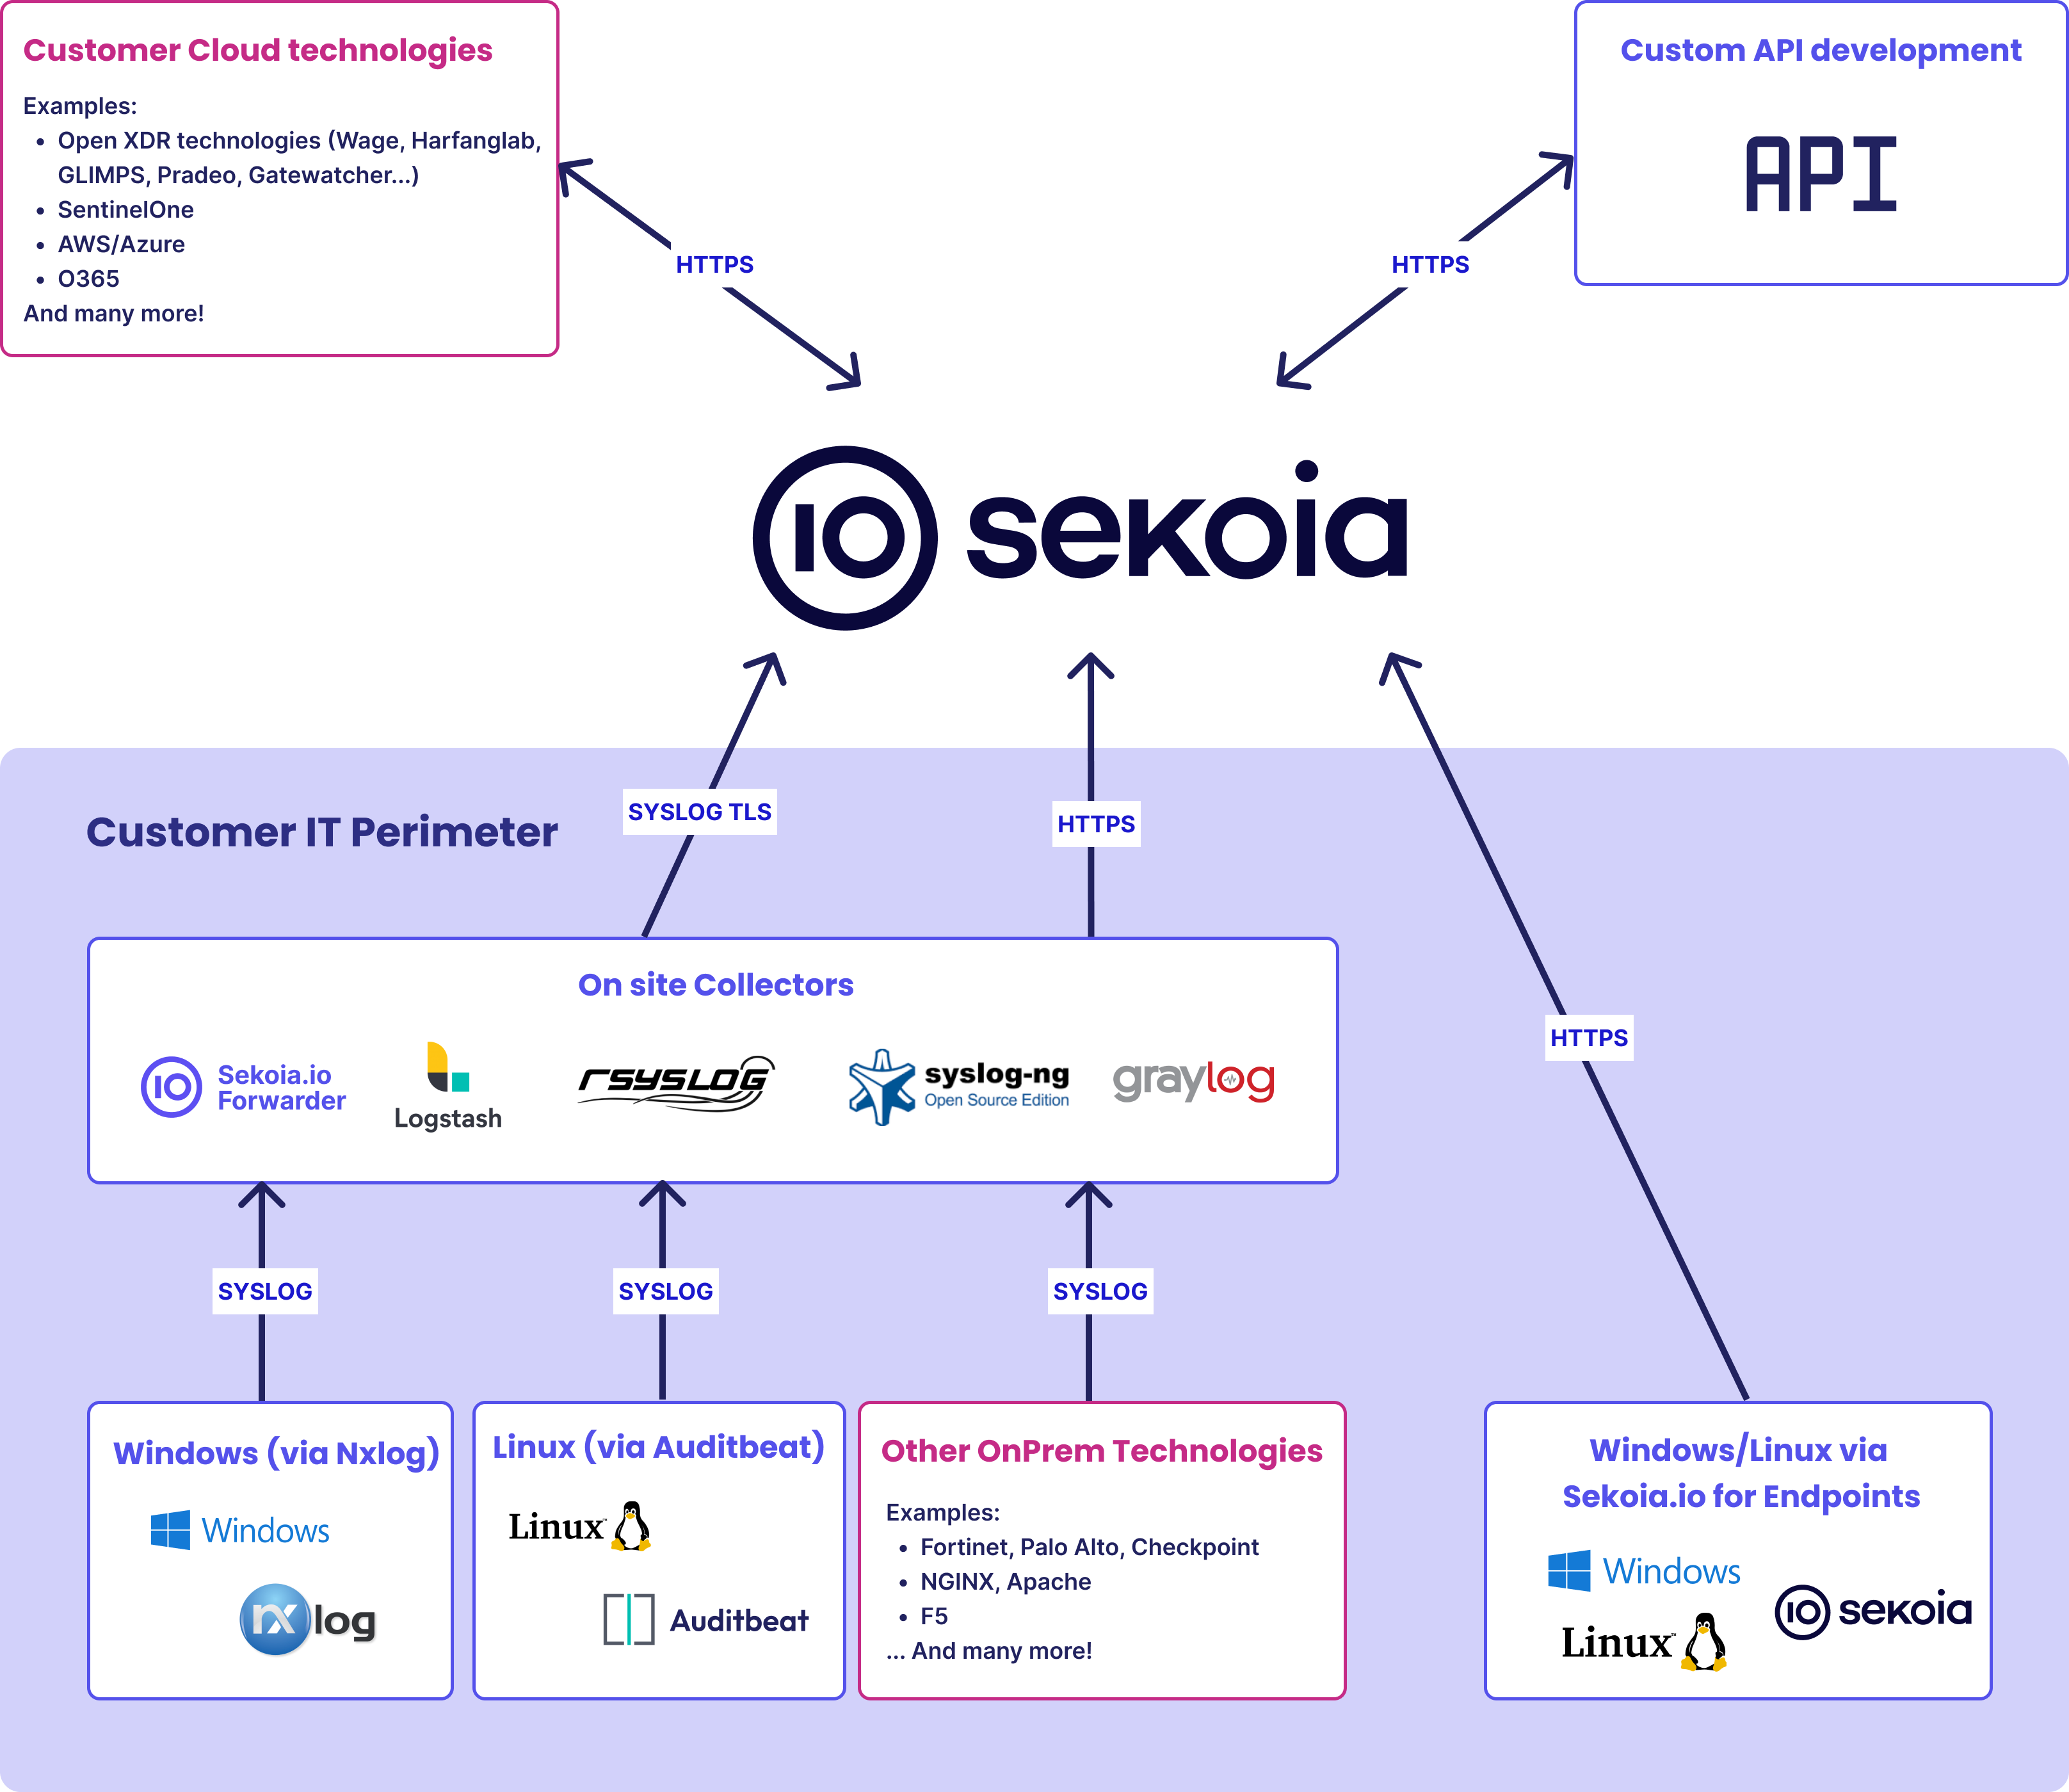 Customer Cloud technologies
Examples:
• Open XDR technologies (Wage, Harfanglab,
GLIMPS, Pradeo, Gatewatcher...)
• SentinelOne
• AWS/Azure
• O365
And many more!
Custom API development
API
HTTPS
HTTPS
IO sekoia
Customer IT Perimeter
SYSLOG TLS
HTTPS
HTTPS
On site Collectors
IO Sekoia.io
Forwarder
Logstash
RSYSLOG
syslog-ng
Open Source Edition
graylog
SYSLOG
SYSLOG
SYSLOG
Windows (via Nxlog)
Windows
nxlog
Linux (via Auditbeat)
Linux™
Auditbeat
Other OnPrem Technologies
Examples:
• Fortinet, Palo Alto, Checkpoint
• NGINX, Apache
• F5
... And many more!
Windows/Linux via
Sekoia.io for Endpoints
Windows
IO sekoia
Linux™